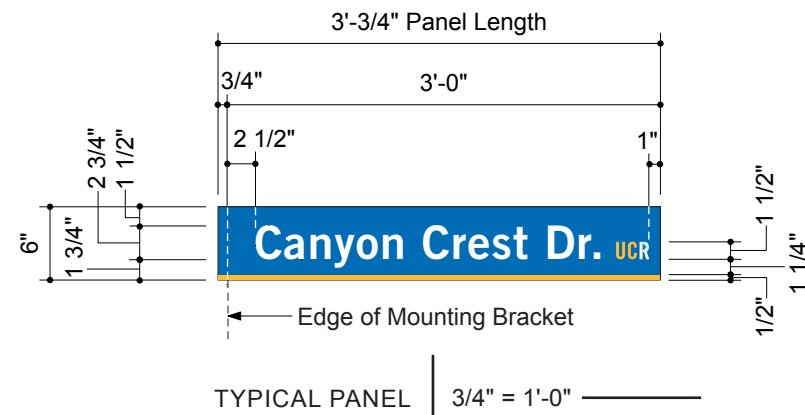 3'-3/4" Panel Length
3/4"
3'-0"
2 1/2"
1"
6"
1 3/4"
2 3/4"
1 1/2"
Canyon Crest Dr. UCR
1 1/2"
1 1/4"
1/2"
Edge of Mounting Bracket
TYPICAL PANEL 3/4" = 1'-0"